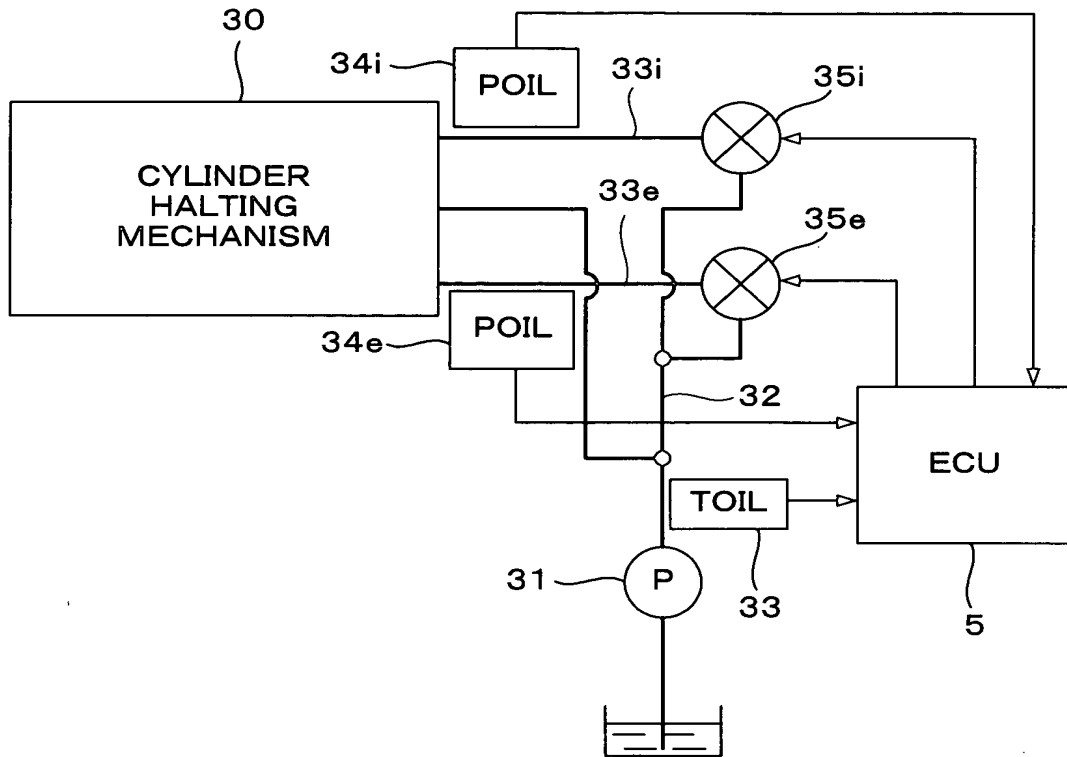 30
34i
POIL
33i
35i
CYLINDER
HALTING
MECHANISM
33e
35e
34e
POIL
32
ECU
TOIL
31
P
33
5